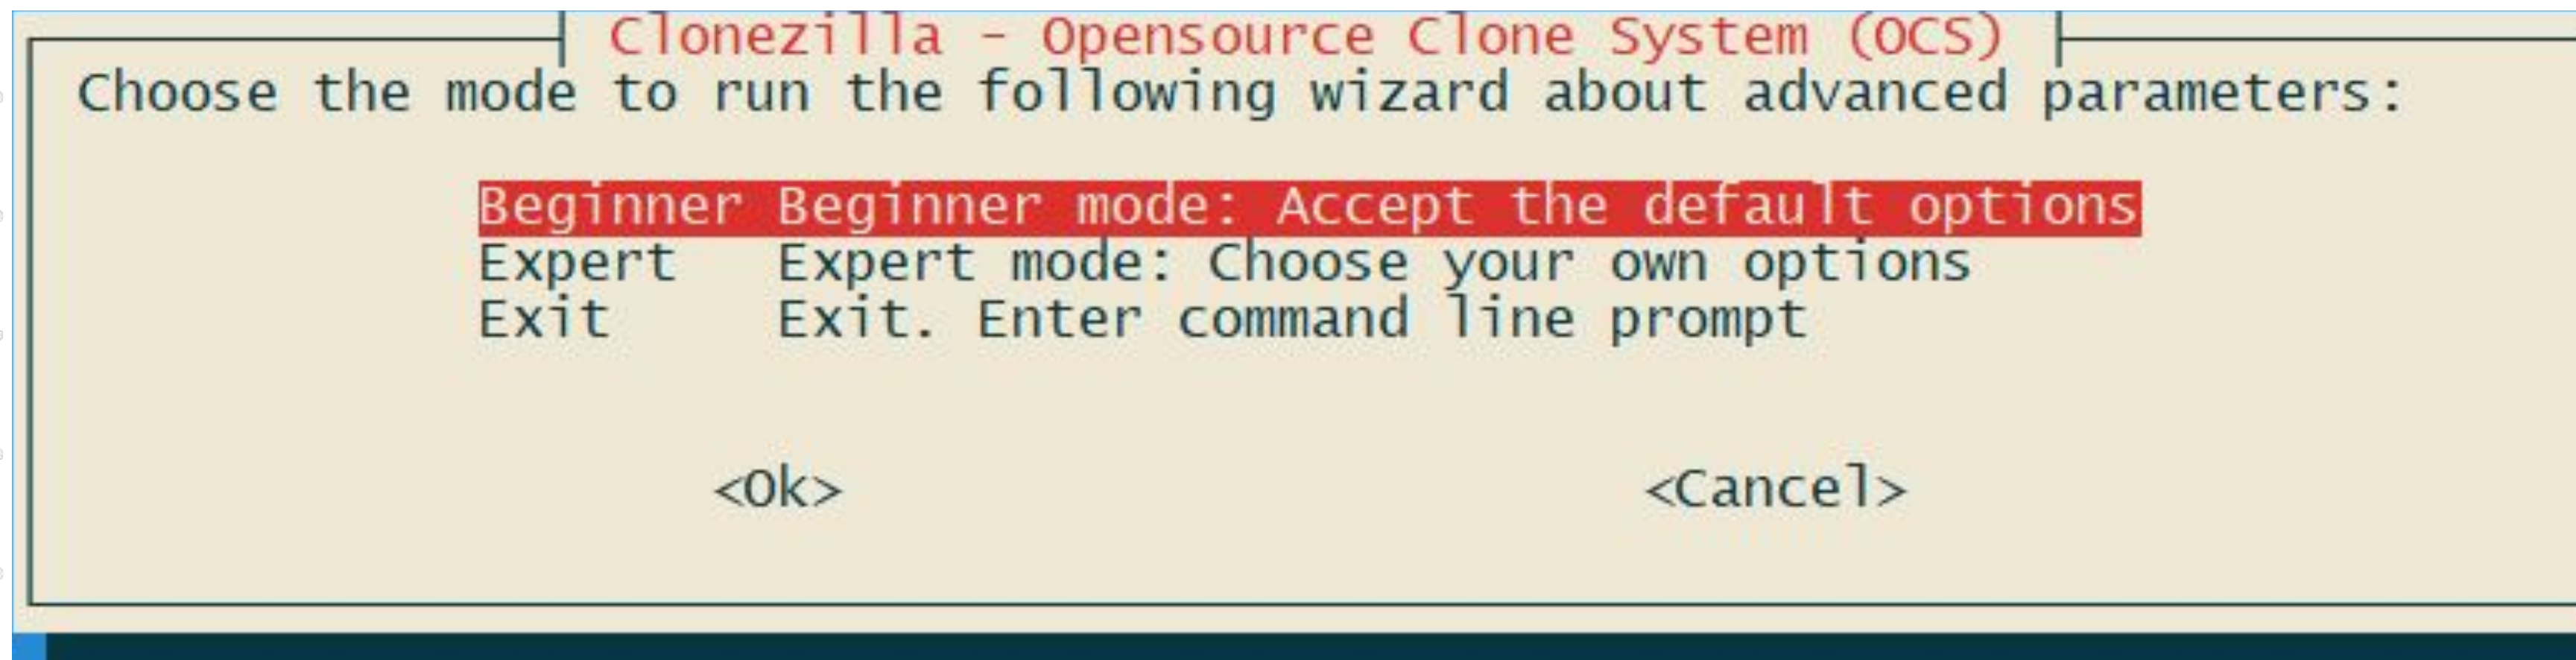 Clonezilla - Opensource Clone System (OCS)
Choose the mode to run the following wizard about advanced parameters:
Beginner Beginner mode: Accept the default options
Expert Expert mode: Choose your own options
Exit Exit. Enter command line prompt
<Ok> <Cancel>